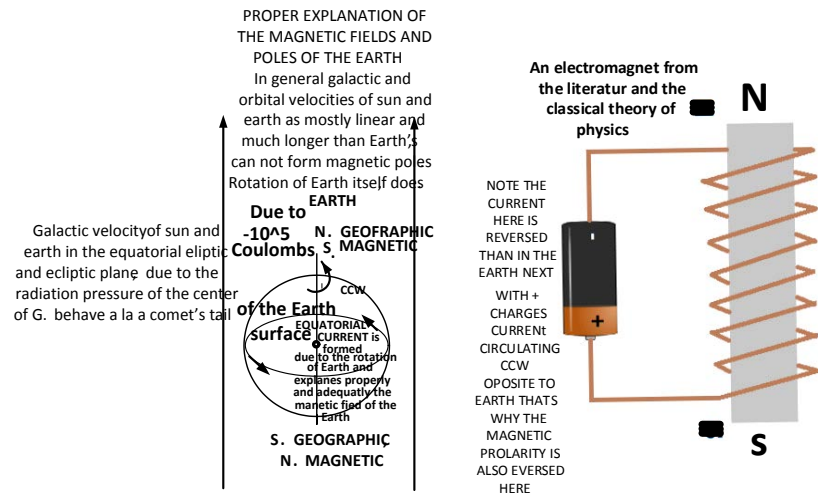 PROPER EXPLANATION OF
THE MAGNETIC FIELDS AND
POLES OF THE EARTH
In general galactic and
orbital velocities of sun and
earth as mostly linear and
much longer than Earth,s
can not form magnetic poles
Rotation of Earth itself does
EARTH
Due to
-10^5
Coulombs
N. GEOFRAPHIC
S. MAGNETIC
CCW
of the Earth
surface
EQUATORIAL
CURRENT is
formed
due to the rotation
of Earth and
explanes properly
and adequatly the
manetic fied of the
Earth
S. GEOGRAPHIC,
N. MAGNETIC
Galactic velocityof sun and
earth in the equatorial eliptic
and ecliptic plane, due to the
radiation pressure of the center
of G. behave a la a comet's tail
An electromagnet from
the literatur and the
classical theory of
physics
N
NOTE THE
CURRENT
HERE IS
REVERSED
THAN IN THE
EARTH NEXT
WITH +
CHARGES
CURRENt
CIRCULATING
CCW
OPOSITE TO
EARTH THATS
WHY THE
MAGNETIC
PROLARITY IS
ALSO EVERSED
HERE
-
+
s